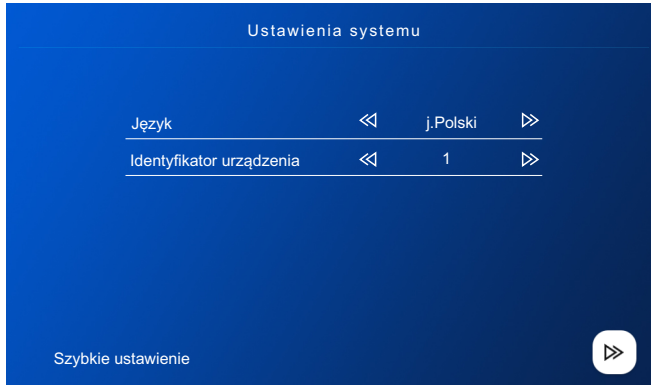 Ustawienia systemu
Język j.Polski
Identyfikator urządzenia 1
Szybkie ustawienie